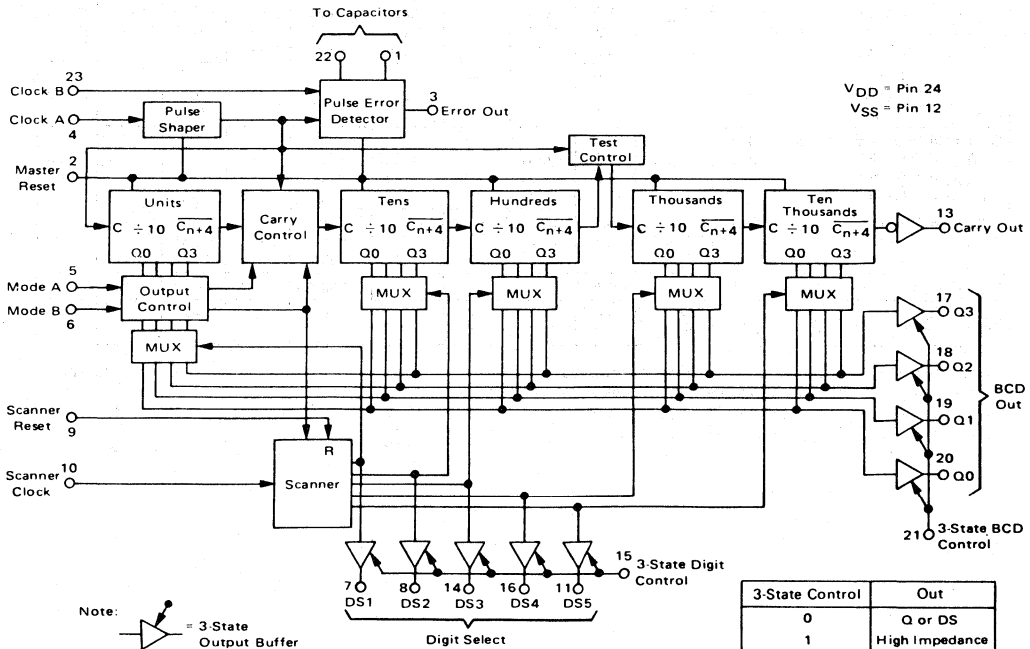 To Capacitors
22
1
23
Clock B
Clock A
4
Pulse
Shaper
Pulse Error
Detector
3
Error Out
VDD = Pin 24
VSS = Pin 12
2
Master
Reset
Test
Control
Units
C ÷10 Cn+4
Q0 Q3
Carry
Control
Tens
C ÷10 Cn+4
Q0 Q3
Hundreds
C ÷10 Cn+4
Q0 Q3
Thousands
C ÷10 Cn+4
Q0 Q3
Ten
Thousands
C ÷10 Cn+4
Q0 Q3
13
Carry Out
5
Mode A
Mode B
6
Output
Control
MUX
MUX
MUX
MUX
MUX
17
Q3
18
Q2
19
Q1
20
Q0
BCD
Out
Scanner
Reset
9
10
Scanner
Clock
R
Scanner
21
3-State BCD
Control
15
3-State Digit
Control
7
DS1
8
DS2
14
DS3
16
DS4
11
DS5
Digit Select
Note:
= 3-State
Output Buffer
3-State Control Out
0 Q or DS
1 High Impedance